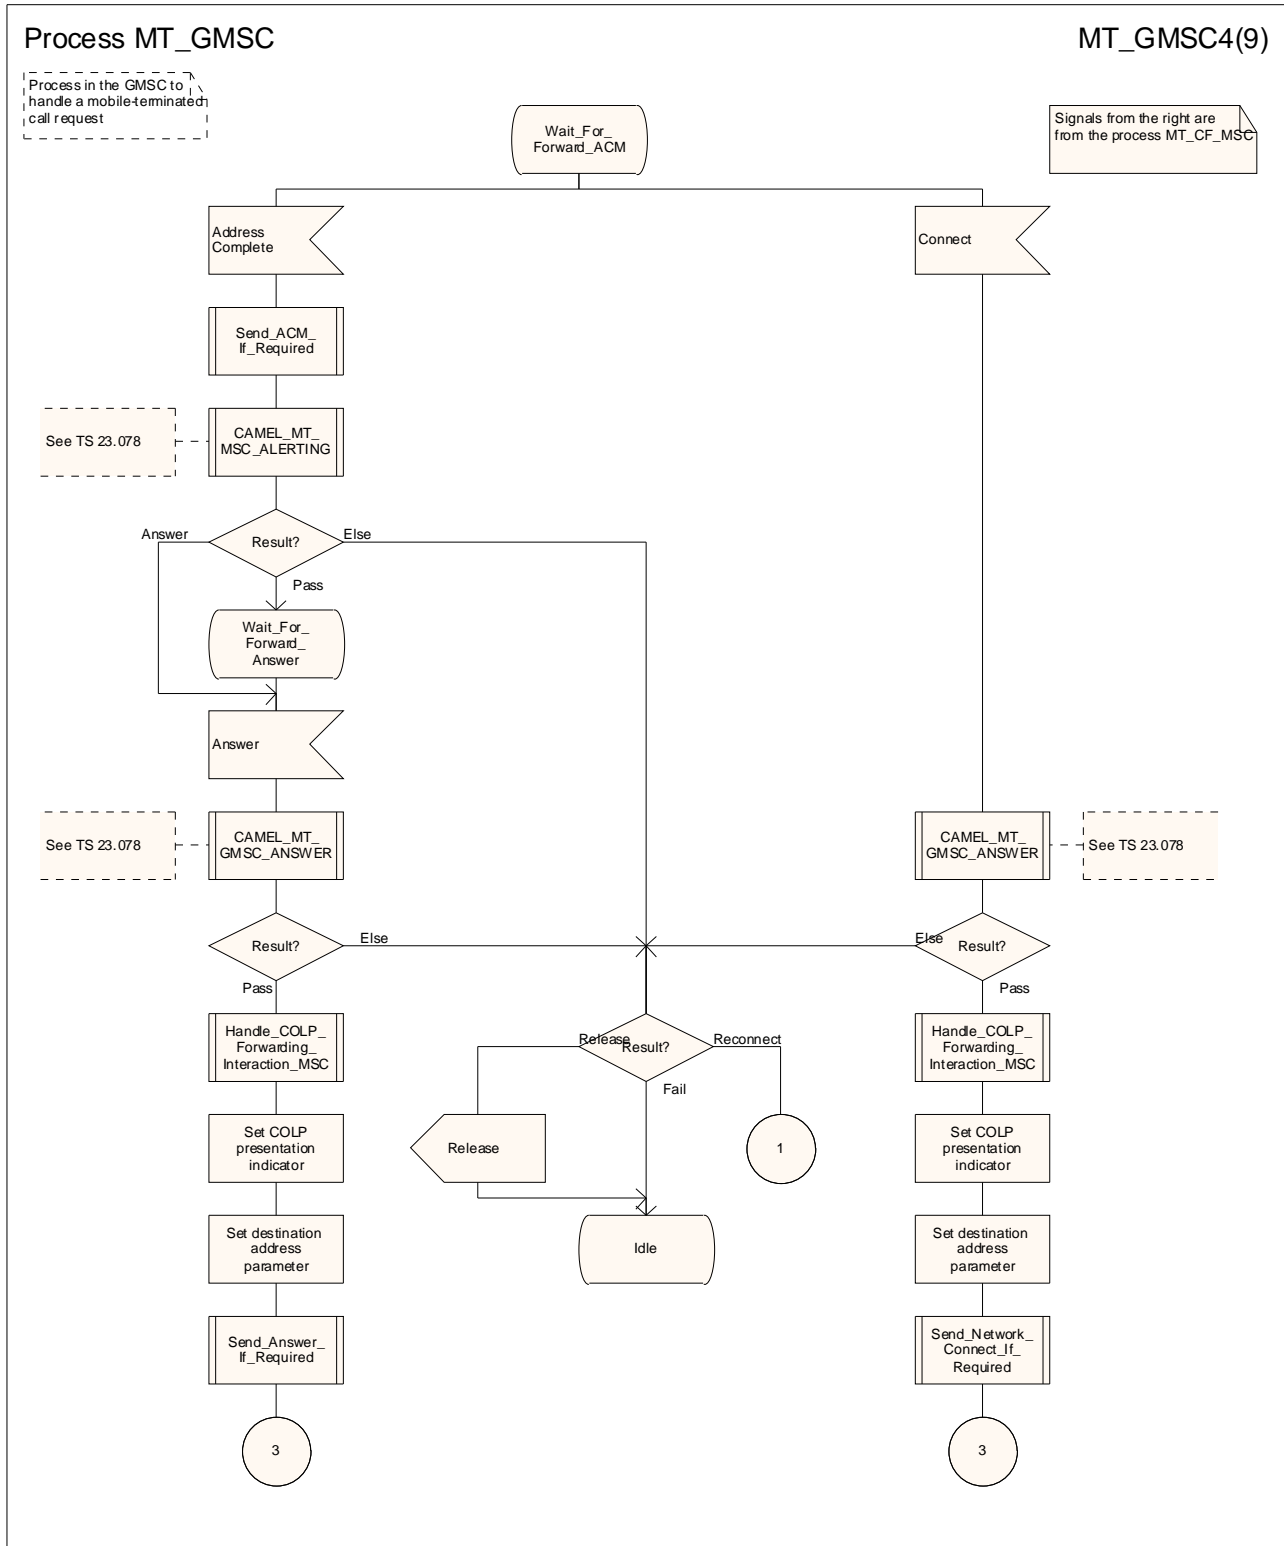 Process MT_GMSC
MT_GMSC4(9)
Process in the GMSC to
handle a mobile-terminated
call request
Wait_For_
Forward_ACM
Signals from the right are
from the process MT_CF_MSC
Address
Complete
Connect
Send_ACM_
If_Required
See TS 23.078
CAMEL_MT_
MSC_ALERTING
Answer
Result?
Else
Pass
Wait_For_
Forward_
Answer
Answer
See TS 23.078
CAMEL_MT_
GMSC_ANSWER
CAMEL_MT_
GMSC_ANSWER
See TS 23.078
Result?
Else
Else
Result?
Pass
Pass
Handle_COLP_
Forwarding_
Interaction_MSC
Release
Result?
Reconnect
Fail
Handle_COLP_
Forwarding_
Interaction_MSC
Set COLP
presentation
indicator
Release
1
Set COLP
presentation
indicator
Set destination
address
parameter
Idle
Set destination
address
parameter
Send_Answer_
If_Required
Send_Network_
Connect_If_
Required
3
3